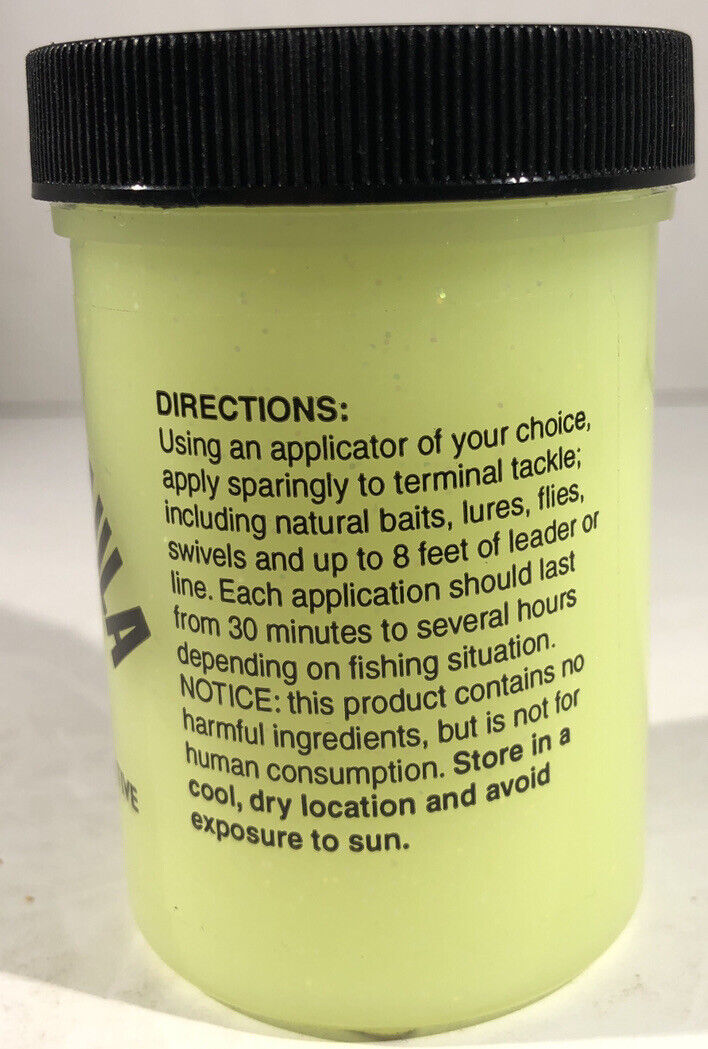 DIRECTIONS:
Using an applicator of your choice,
apply sparingly to terminal tackle;
including natural baits, lures, flies,
swivels and up to 8 feet of leader or
line. Each application should last
from 30 minutes to several hours
depending on fishing situation.
NOTICE: this product contains no
harmful ingredients, but is not for
human consumption. Store in a
cool, dry location and avoid
exposure to sun.